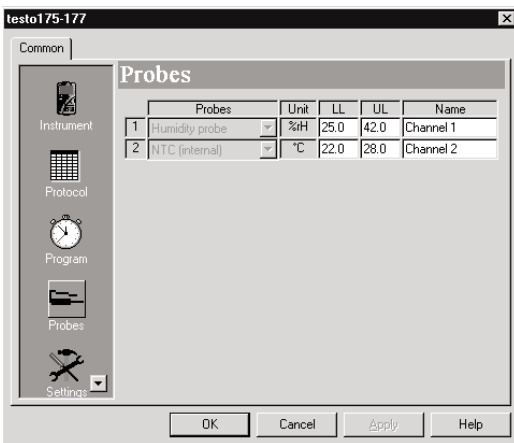 testo175-177
Common
Probes
Instrument
Protocol
Program
Probes
Settings
Probes Unit LL UL Name
1 Humidity probe %rH 25.0 42.0 Channel 1
2 NTC (internal) °C 22.0 28.0 Channel 2
OK Cancel Apply Help